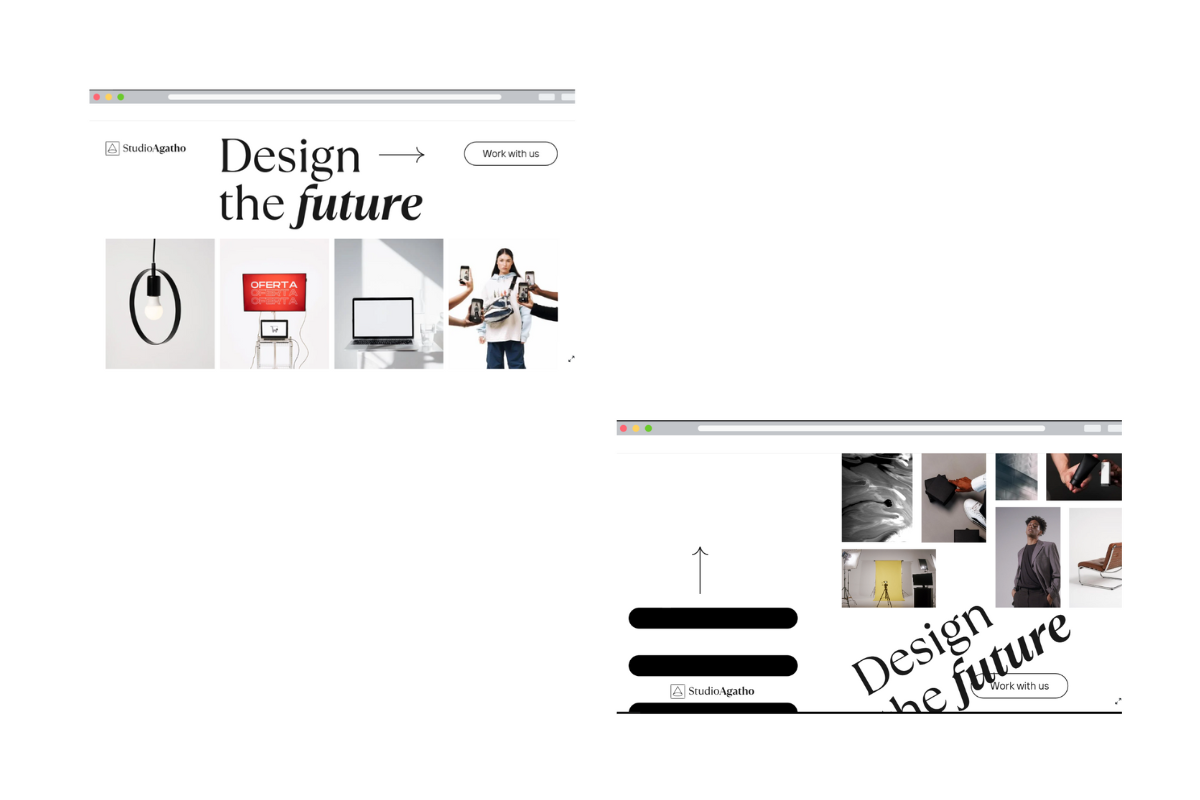 StudioAgatho
Design
the future
Work with us
OFERTA
OFERTA
OFERTA
Design
the future
Work with us
StudioAgatho